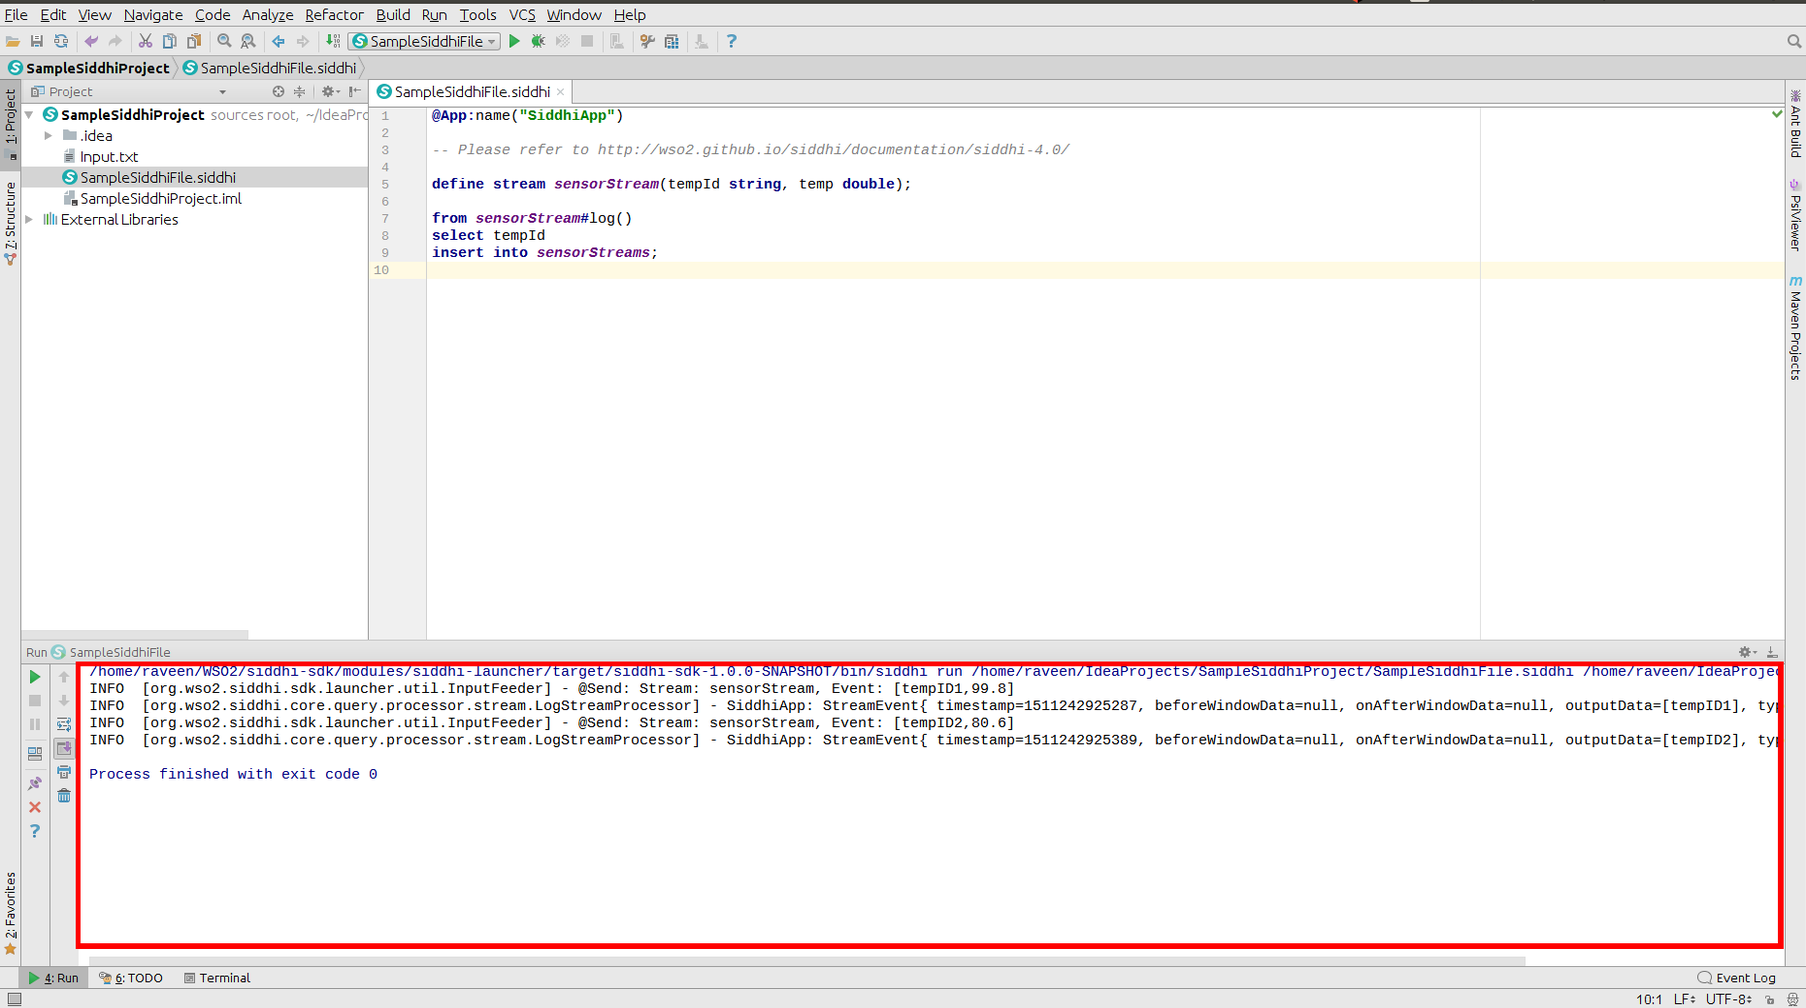 File Edit View Navigate Code Analyze Refactor Build Run Tools VCS Window Help
SampleSiddhiFile
SampleSiddhiProject SampleSiddhiFile.siddhi
Project
SampleSiddhiFile.siddhi
1: Project
7: Structure
2: Favorites
SampleSiddhiProject sources root, ~/IdeaPro
.idea
Input.txt
SampleSiddhiFile.siddhi
SampleSiddhiProject.iml
External Libraries
1 @App:name("SiddhiApp")
2
3 -- Please refer to http://wso2.github.io/siddhi/documentation/siddhi-4.0/
4
5 define stream sensorStream(tempId string, temp double);
6
7 from sensorStream#log()
8 select tempId
9 insert into sensorStreams;
10
Ant Build
PsiViewer
m Maven Projects
Run SampleSiddhiFile
/home/raveen/WSO2/siddhi-sdk/modules/siddhi-launcher/target/siddhi-sdk-1.0.0-SNAPSHOT/bin/siddhi run /home/raveen/IdeaProjects/SampleSiddhiProject/SampleSiddhiFile.siddhi /home/raveen/IdeaProjec
INFO [org.wso2.siddhi.sdk.launcher.util.InputFeeder] - @Send: Stream: sensorStream, Event: [tempID1,99.8]
INFO [org.wso2.siddhi.core.query.processor.stream.LogStreamProcessor] - SiddhiApp: StreamEvent{ timestamp=1511242925287, beforeWindowData=null, onAfterWindowData=null, outputData=[tempID1], typ
INFO [org.wso2.siddhi.sdk.launcher.util.InputFeeder] - @Send: Stream: sensorStream, Event: [tempID2,80.6]
INFO [org.wso2.siddhi.core.query.processor.stream.LogStreamProcessor] - SiddhiApp: StreamEvent{ timestamp=1511242925389, beforeWindowData=null, onAfterWindowData=null, outputData=[tempID2], typ
Process finished with exit code 0
4: Run 6: TODO Terminal Event Log
10:1 LF UTF-8